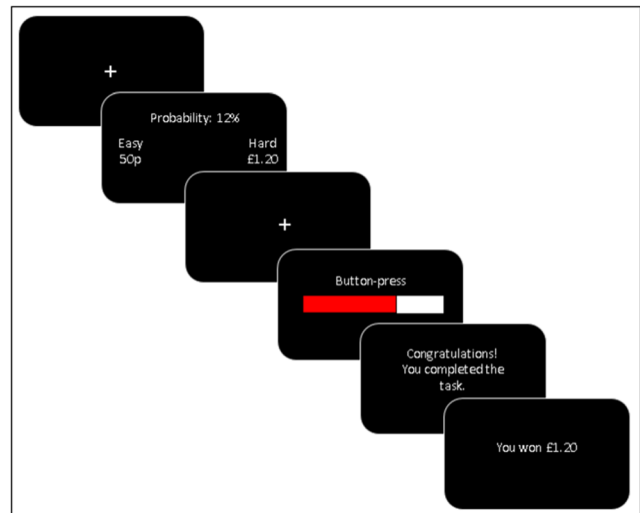 +
Probability: 12%
Easy Hard
50p £1.20
+
Button-press
Congratulations!
You completed the
task.
You won £1.20